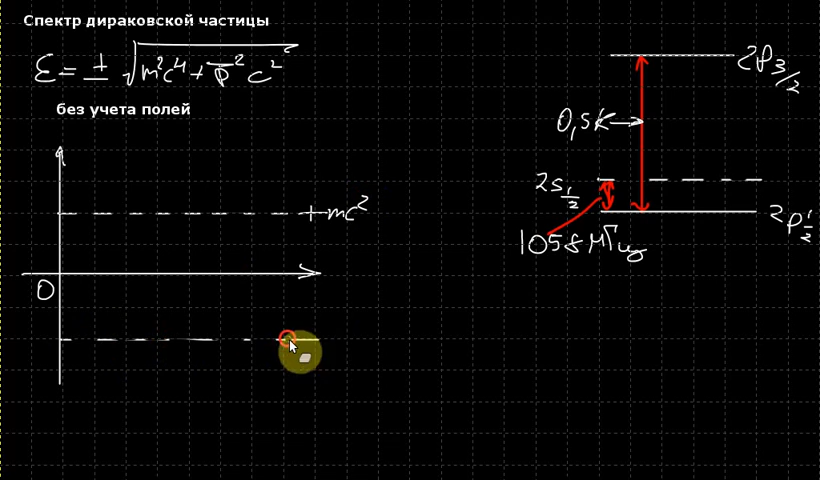 Спектр дираковской частицы
ε = ± √m²c⁴ + p̄²c²
без учета полей
+mc²
0
2P3/2
0,5K
2s1/2
2P1/2
1058 МГц